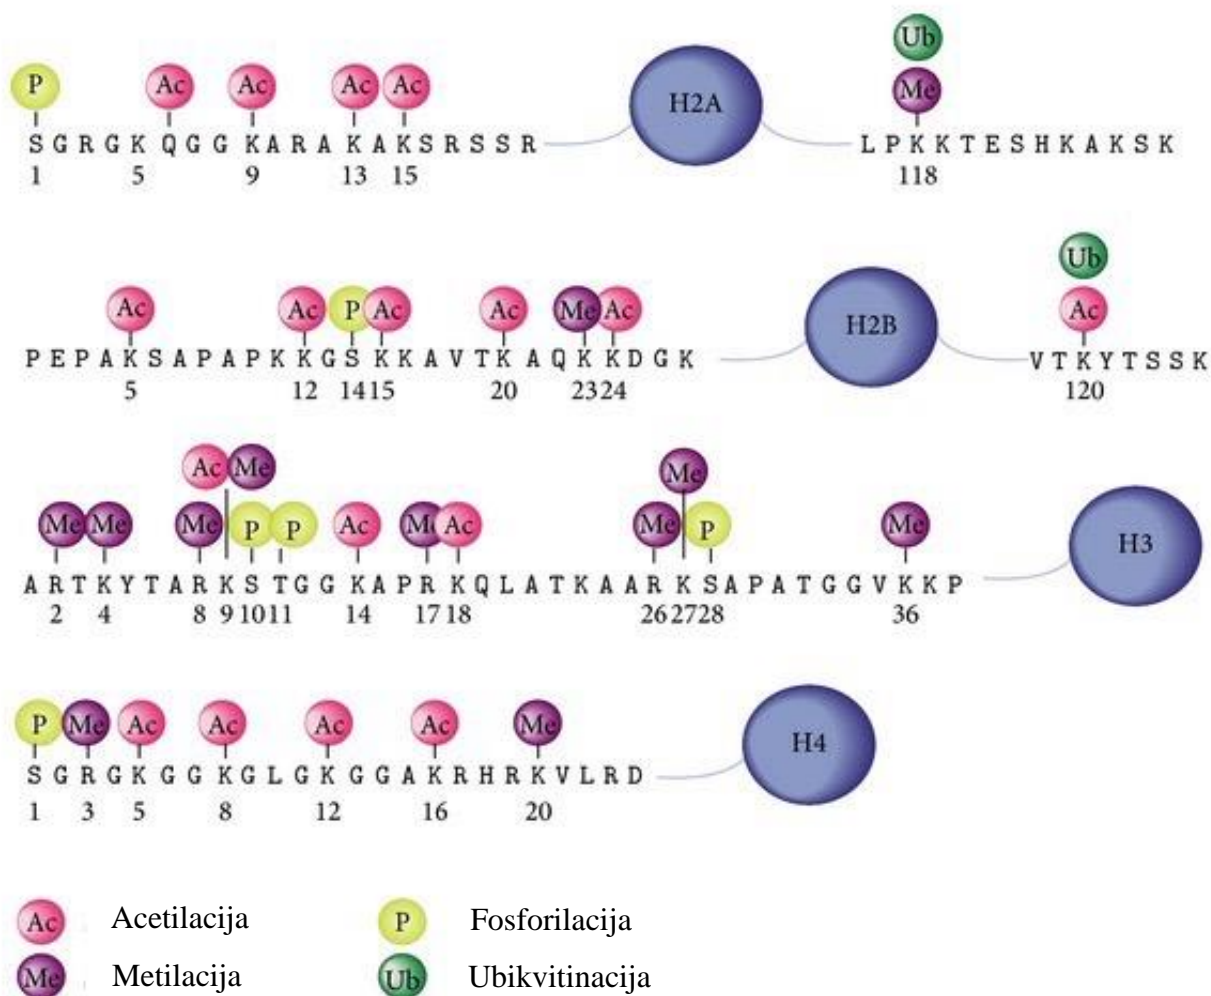 Ub
P Ac Ac Ac Ac H2A Me
S G R G K Q G G K A R A K A K S R S S R L P K K T E S H K A K S K
1 5 9 13 15 118
Ub
Ac Ac P Ac Ac Me Ac H2B Ac
P E P A K S A P A P K K G S K K A V T K A Q K K D G K V T K Y T S S K
5 12 14 15 20 23 24 120
Ac Me Me
Me Me Me P P Ac Me Ac Me P Me H3
A R T K Y T A R K S T G G K A P R K Q L A T K A A R K S A P A T G G V K K P
2 4 8 9 10 11 14 17 18 26 27 28 36
P Me Ac Ac Ac Ac Me H4
S G R G K G G K G L G K G G A K R H R K V L R D
1 3 5 8 12 16 20
Ac Acetilacija P Fosforilacija
Me Metilacija Ub Ubikvitinacija